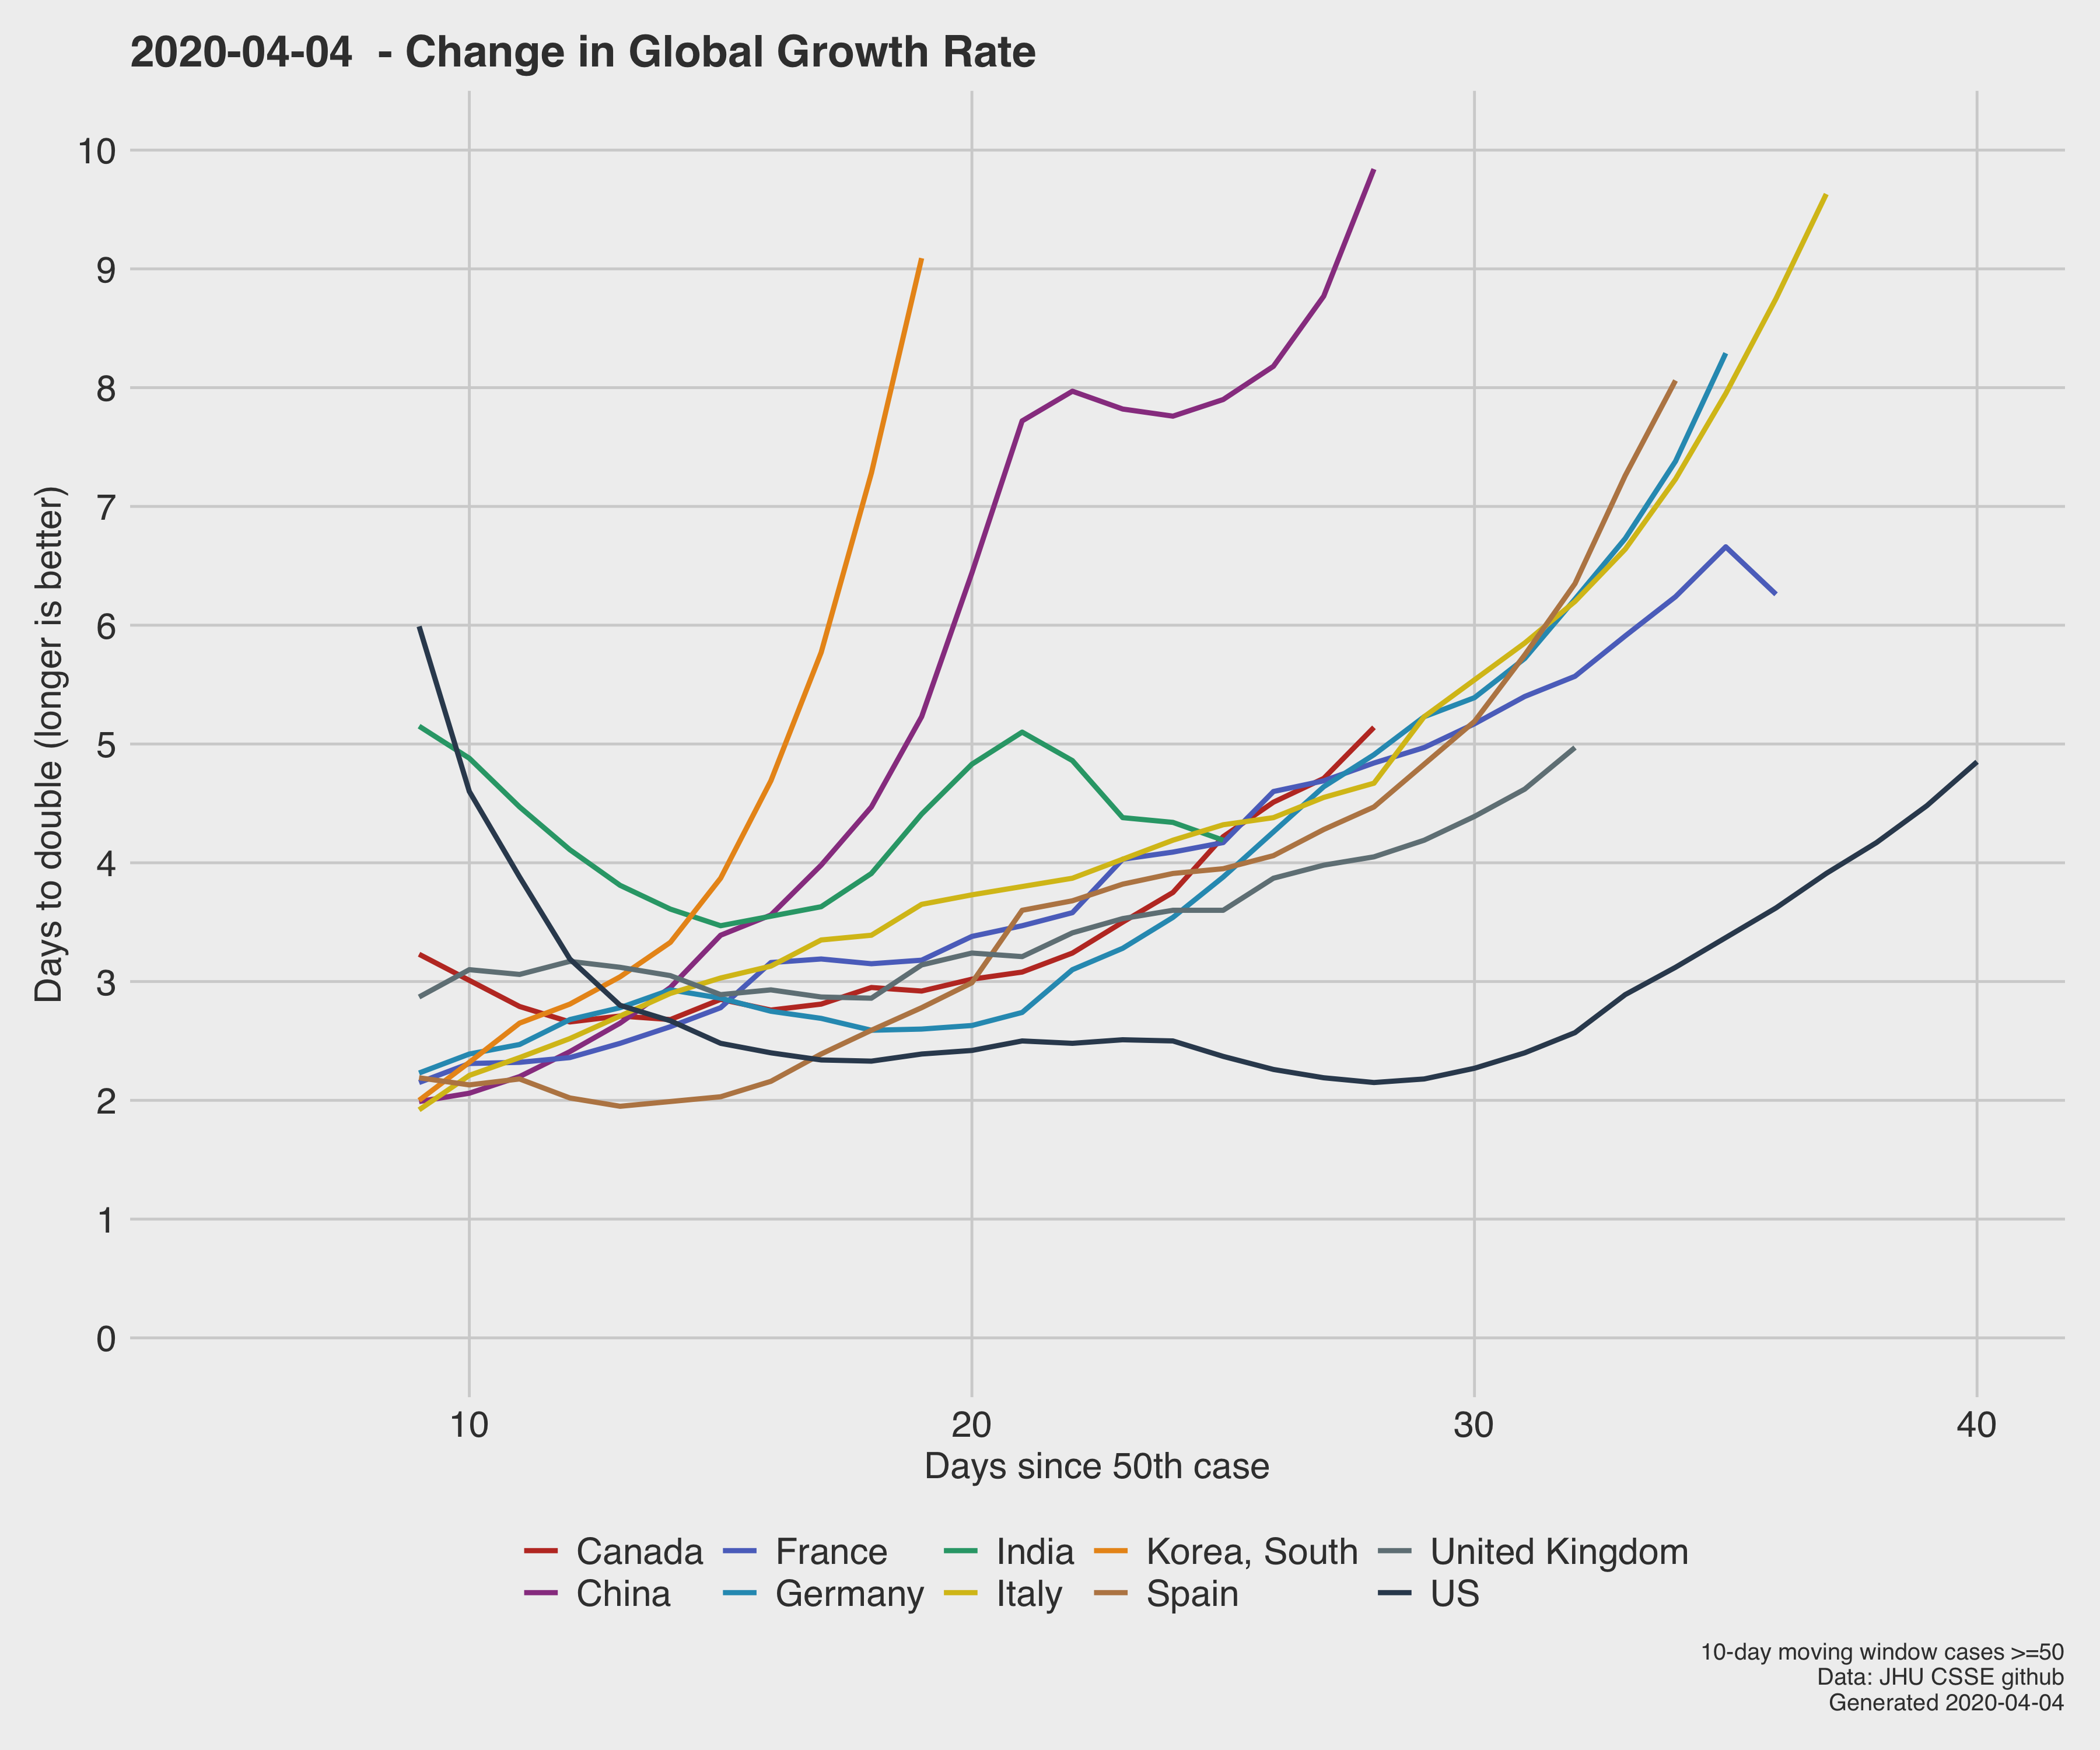 2020-04-04  - Change in Global Growth Rate
Days to double (longer is better)
10
9
8
7
6
5
4
3
2
1
0
10 20 30 40
Days since 50th case
Canada France India Korea, South United Kingdom
China Germany Italy Spain US
10-day moving window cases >=50
Data: JHU CSSE github
Generated 2020-04-04